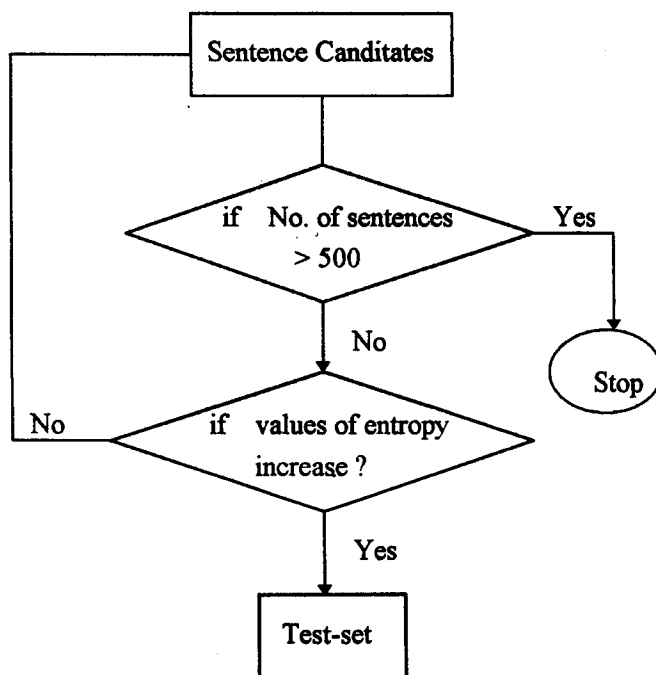 Sentence Canditates
if No. of sentences
> 500
Yes
No
Stop
if values of entropy
increase ?
No
Yes
Test-set